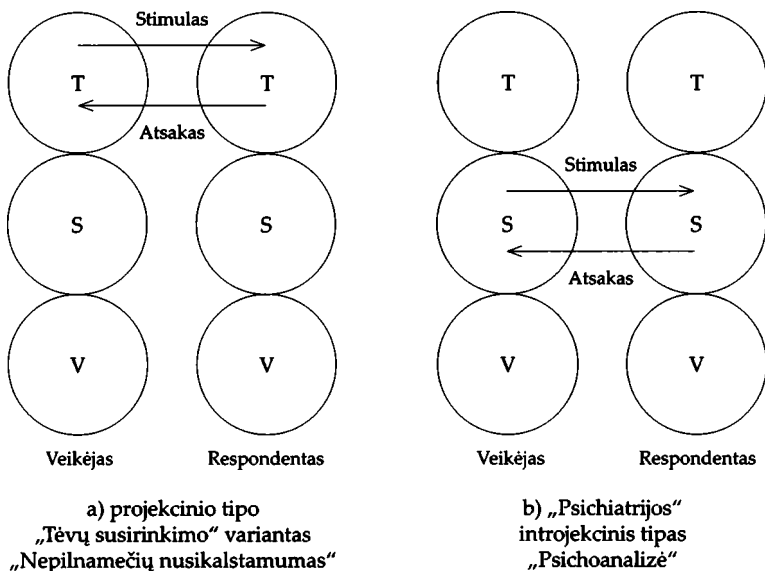 Stimulas
T T
Atsakas
S S
V V
Veikėjas Respondentas
a) projekcinio tipo
„Tėvų susirinkimo“ variantas
„Nepilnamečių nusikalstamumas“
T T
Stimulas
S S
Atsakas
V V
Veikėjas Respondentas
b) „Psichiatrijos“
introjekcinis tipas
„Psichoanalizė“